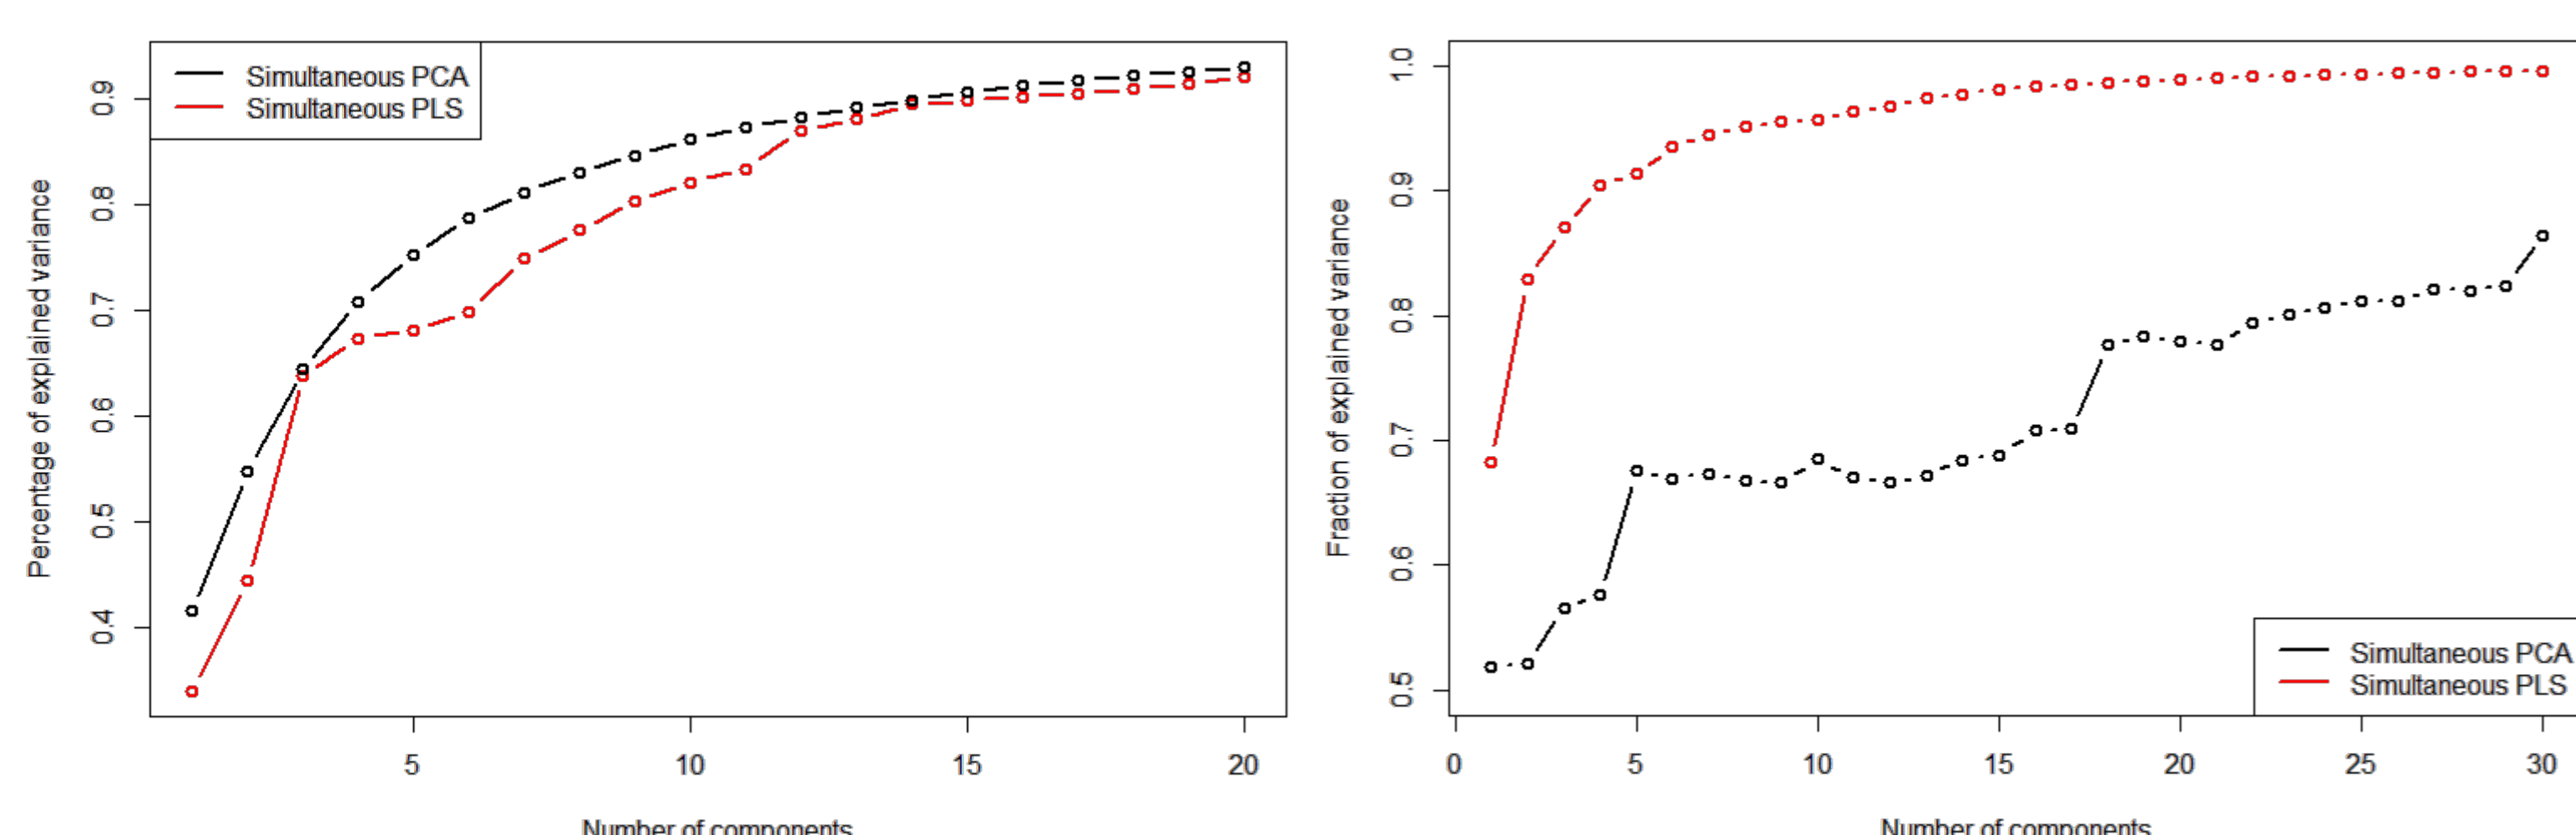 Simultaneous PCA
Simultaneous PLS
Percentage of explained variance
0.9
0.8
0.7
0.6
0.5
0.4
5
10
15
20
Number of components
Fraction of explained variance
1.0
0.9
0.8
0.7
0.6
0.5
Simultaneous PCA
Simultaneous PLS
0
5
10
15
20
25
30
Number of components